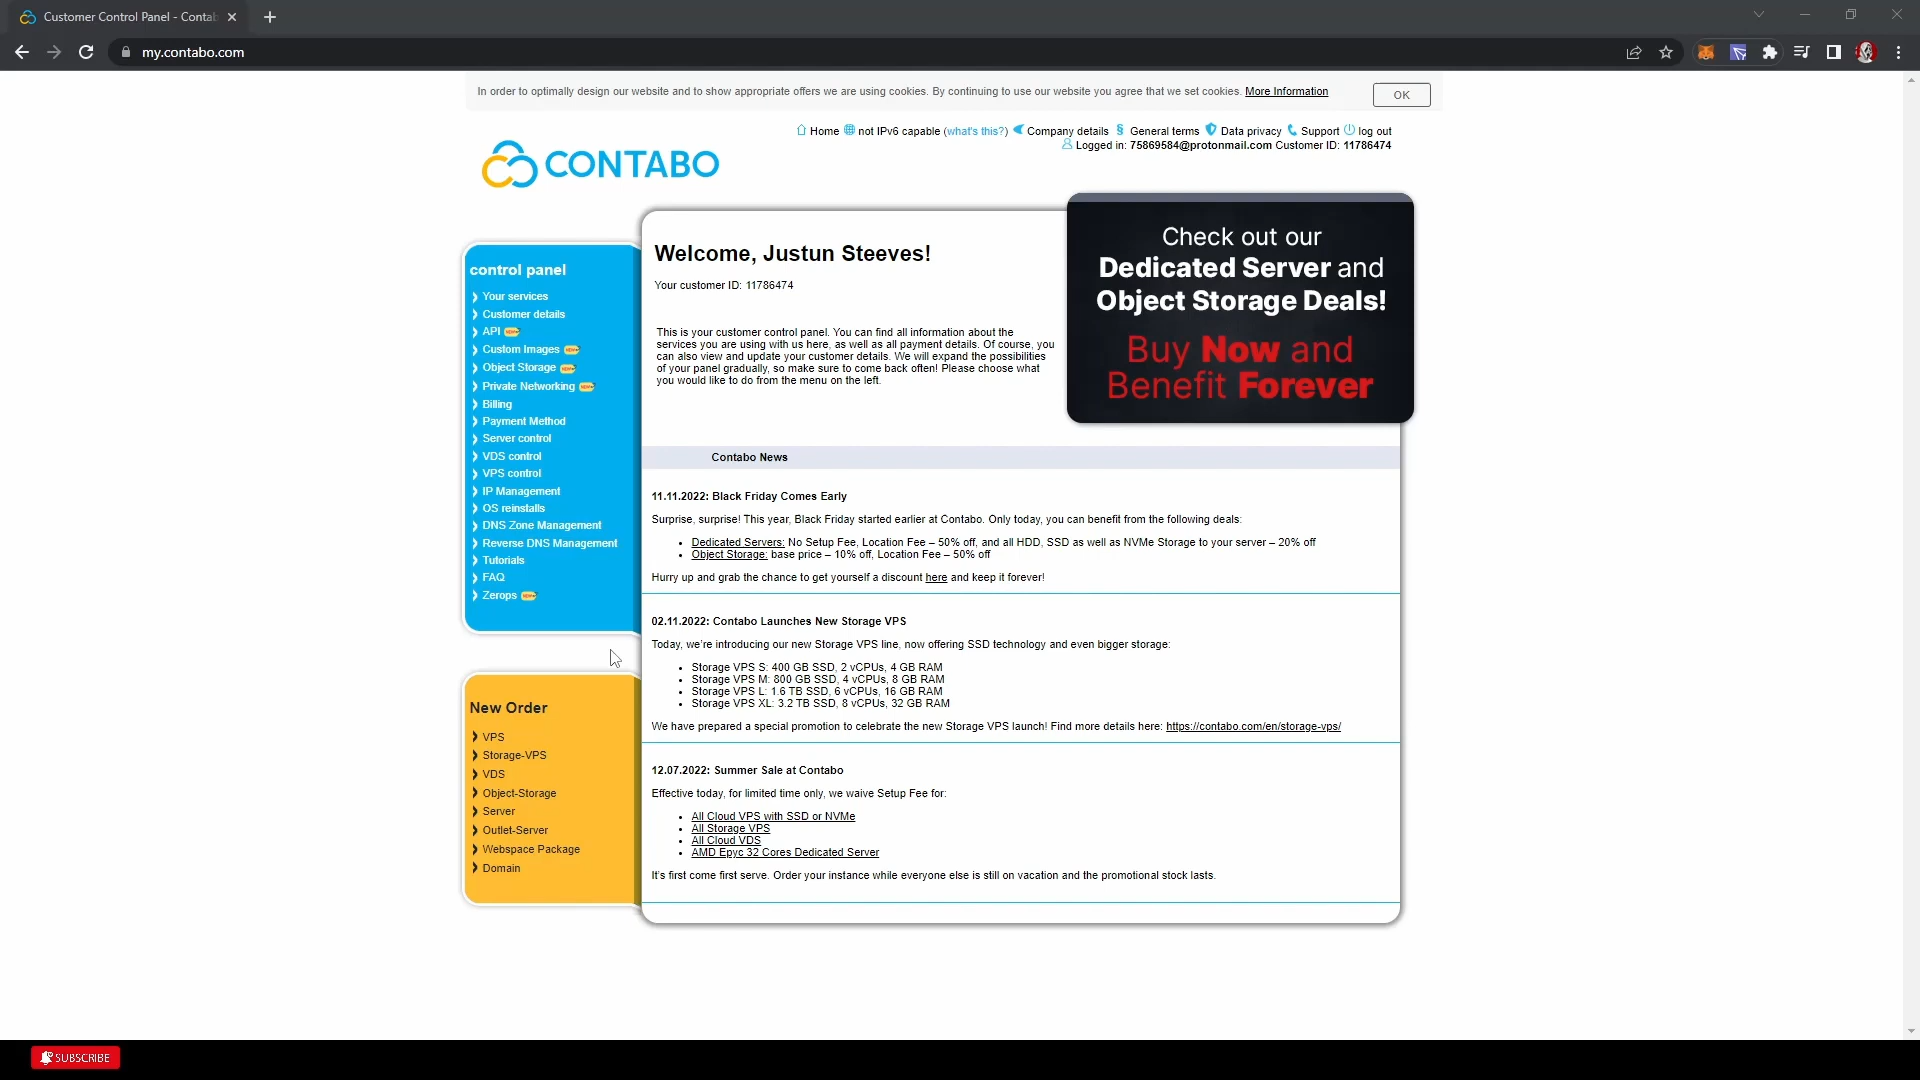 Customer Control Panel - Contab
my.contabo.com
In order to optimally design our website and to show appropriate offers we are using cookies. By continuing to use our website you agree that we set cookies. More Information
OK
Home not IPv6 capable (what's this?) Company details § General terms Data privacy Support log out
Logged in: 75869584@protonmail.com Customer ID: 11786474
CONTABO
control panel
Your services
Customer details
API
Custom Images
Object Storage
Private Networking
Billing
Payment Method
Server control
VDS control
VPS control
IP Management
OS reinstalls
DNS Zone Management
Reverse DNS Management
Tutorials
FAQ
Zerops
New Order
VPS
Storage-VPS
VDS
Object-Storage
Server
Outlet-Server
Webspace Package
Domain
Welcome, Justun Steeves!
Your customer ID: 11786474
This is your customer control panel. You can find all information about the
services you are using with us here, as well as all payment details. Of course, you
can also view and update your customer details. We will expand the possibilities
of your panel gradually, so make sure to come back often! Please choose what
you would like to do from the menu on the left.
Check out our
Dedicated Server and
Object Storage Deals!
Buy Now and
Benefit Forever
Contabo News
11.11.2022: Black Friday Comes Early
Surprise, surprise! This year, Black Friday started earlier at Contabo. Only today, you can benefit from the following deals:
• Dedicated Servers: No Setup Fee, Location Fee – 50% off, and all HDD, SSD as well as NVMe Storage to your server – 20% off
• Object Storage: base price – 10% off, Location Fee – 50% off
Hurry up and grab the chance to get yourself a discount here and keep it forever!
02.11.2022: Contabo Launches New Storage VPS
Today, we're introducing our new Storage VPS line, now offering SSD technology and even bigger storage:
• Storage VPS S: 400 GB SSD, 2 vCPUs, 4 GB RAM
• Storage VPS M: 800 GB SSD, 4 vCPUs, 8 GB RAM
• Storage VPS L: 1.6 TB SSD, 6 vCPUs, 16 GB RAM
• Storage VPS XL: 3.2 TB SSD, 8 vCPUs, 32 GB RAM
We have prepared a special promotion to celebrate the new Storage VPS launch! Find more details here: https://contabo.com/en/storage-vps/
12.07.2022: Summer Sale at Contabo
Effective today, for limited time only, we waive Setup Fee for:
• All Cloud VPS with SSD or NVMe
• All Storage VPS
• All Cloud VDS
• AMD Epyc 32 Cores Dedicated Server
It's first come first serve. Order your instance while everyone else is still on vacation and the promotional stock lasts.
SUBSCRIBE